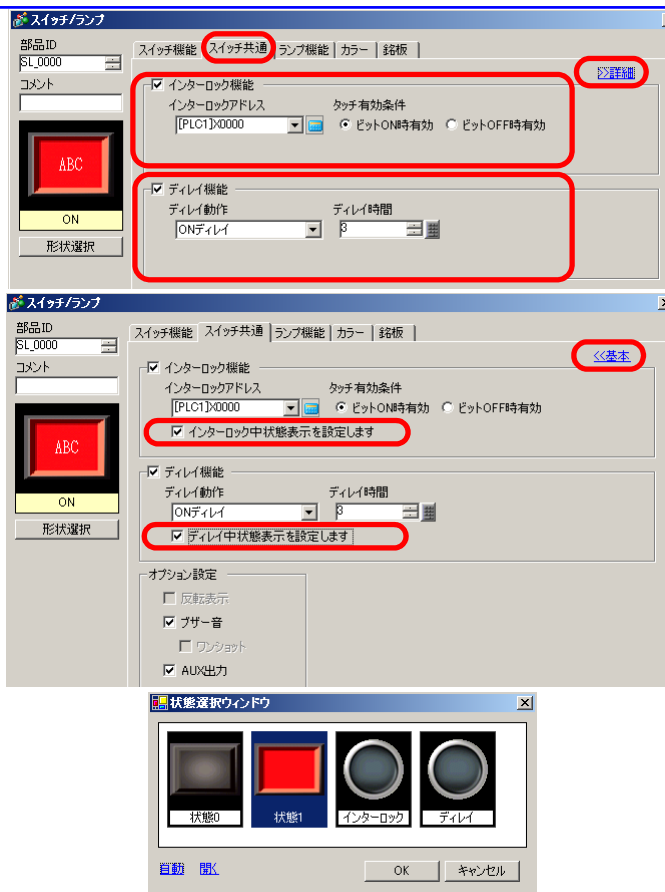 スイッチ/ランプ
部品ID
SL_0000
コメント
ABC
ON
形状選択
スイッチ機能 スイッチ共通 ランプ機能 カラー 銘板
>>詳細
インターロック機能
インターロックアドレス タッチ有効条件
[PLC1]X0000 ビットON時有効 ビットOFF時有効
ディレイ機能
ディレイ動作 ディレイ時間
ONディレイ 3
スイッチ/ランプ
部品ID
SL_0000
コメント
ABC
ON
形状選択
スイッチ機能 スイッチ共通 ランプ機能 カラー 銘板
<<基本
インターロック機能
インターロックアドレス タッチ有効条件
[PLC1]X0000 ビットON時有効 ビットOFF時有効
インターロック中状態表示を設定します
ディレイ機能
ディレイ動作 ディレイ時間
ONディレイ 3
ディレイ中状態表示を設定します
オプション設定
反転表示
ブザー音
ワンショット
AUX出力
状態選択ウィンドウ
状態0 状態1 インターロック ディレイ
自動 開く OK キャンセル